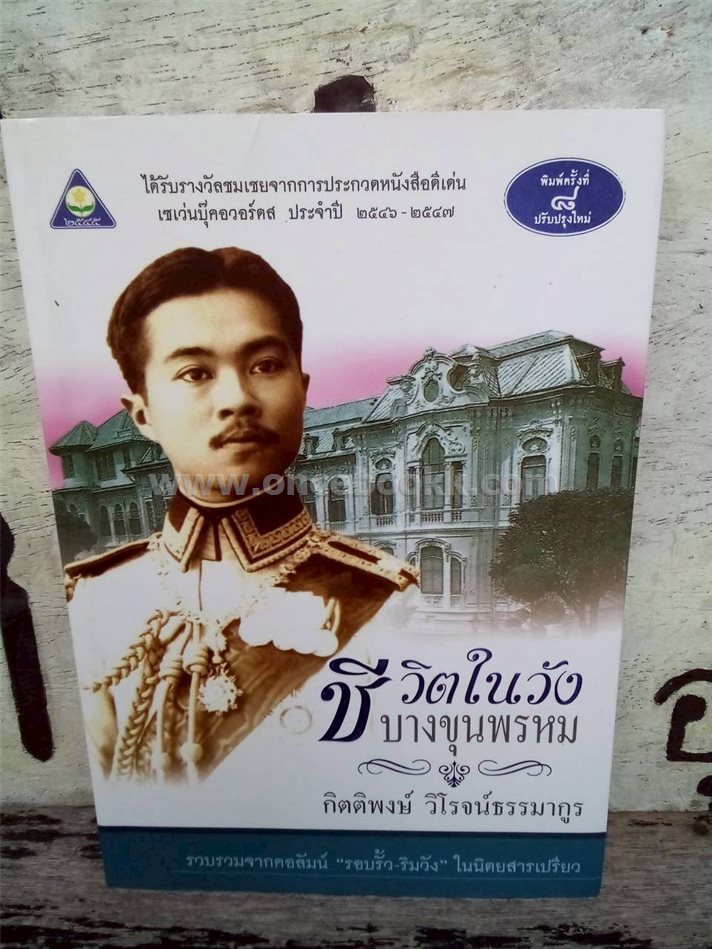 ได้รับรางวัลชมเชยจากการประกวดหนังสือดีเด่น
เซเว่นบุ๊คอวอร์ดส ประจำปี ๒๕๔๖ - ๒๕๔๗
พิมพ์ครั้งที่
๘
ปรับปรุงใหม่
ชีวิตในวัง
บางขุนพรหม
กิตติพงษ์ วิโรจน์ธรรมากูร
รวบรวมจากคอลัมน์ “รอบรั้ว-ริมวัง” ในนิตยสารเปรียว